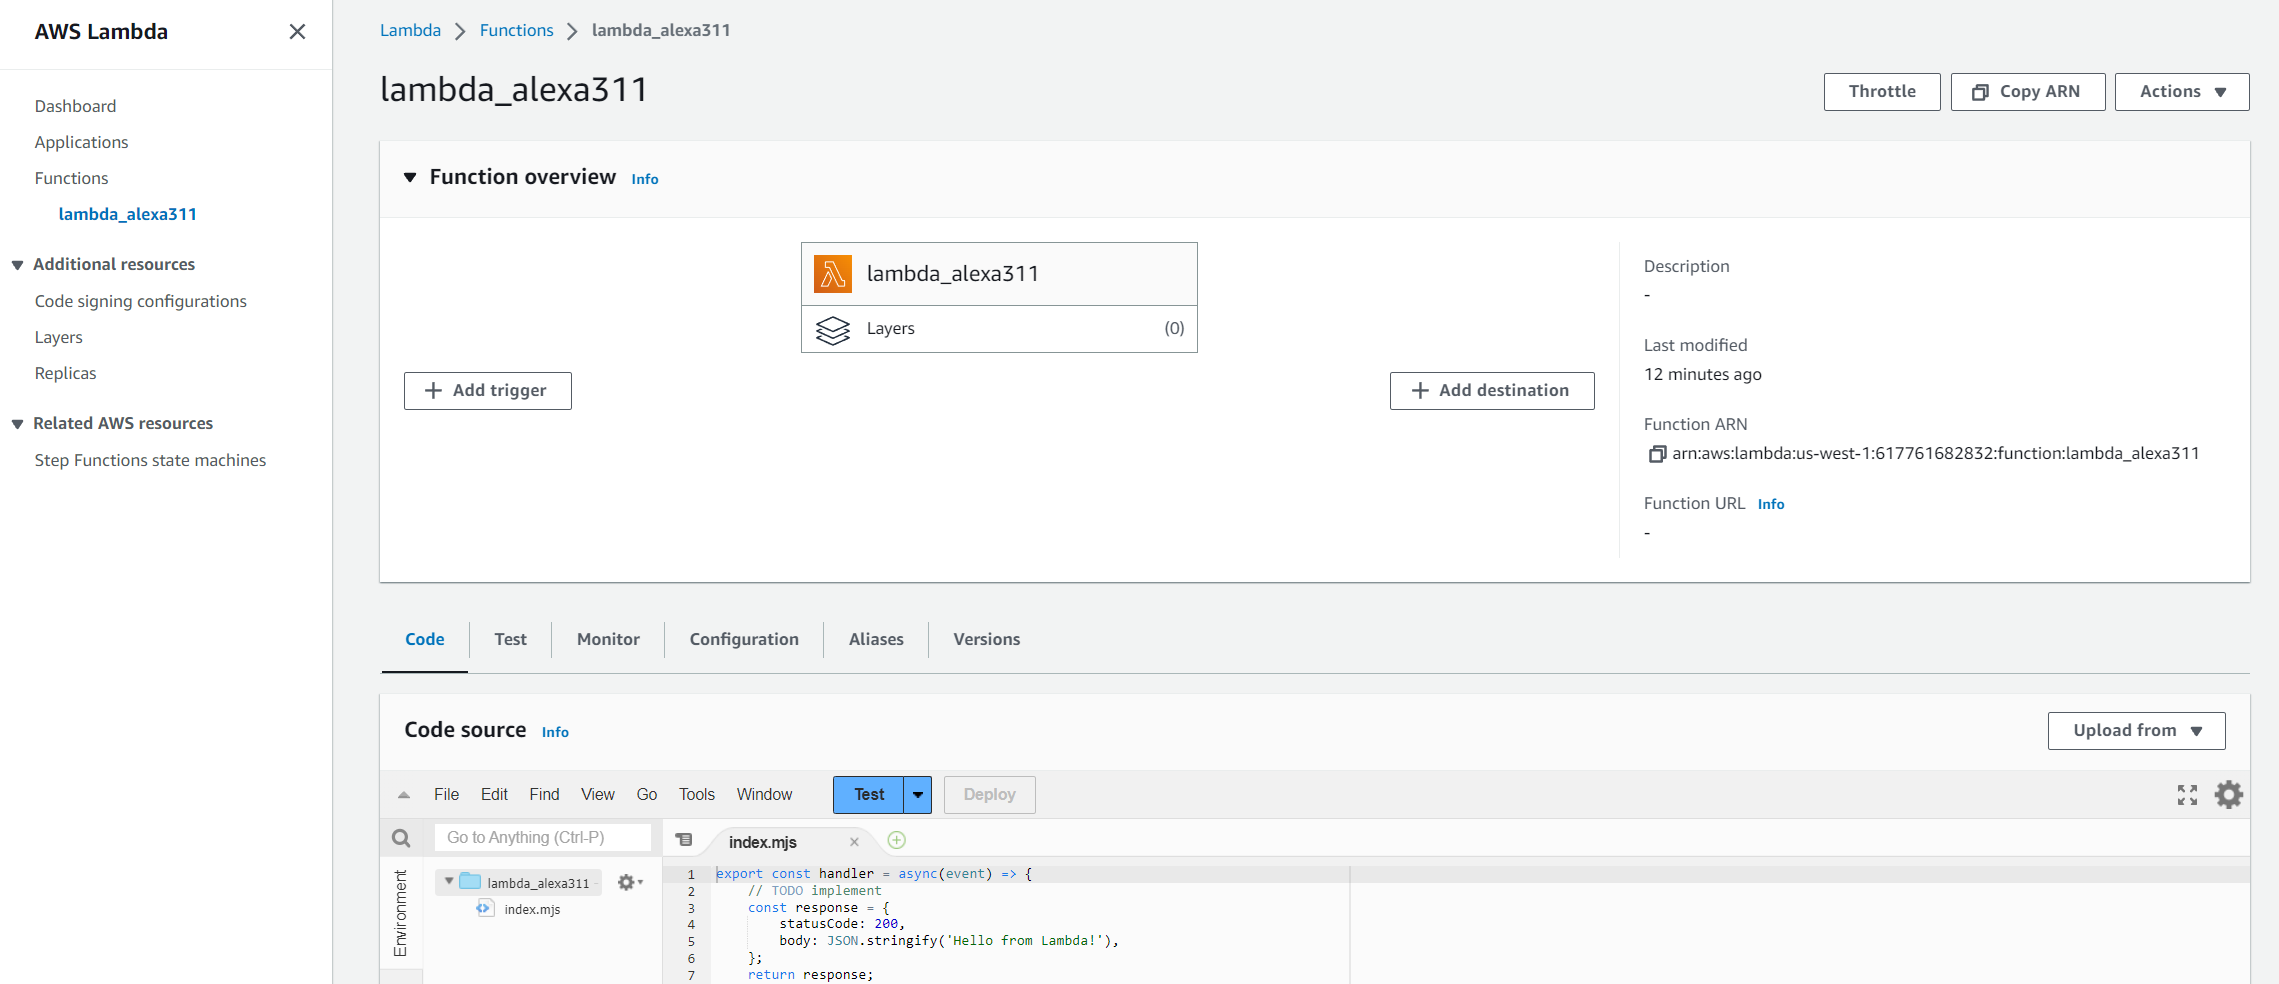 AWS Lambda
Dashboard
Applications
Functions
lambda_alexa311
Additional resources
Code signing configurations
Layers
Replicas
Related AWS resources
Step Functions state machines
Lambda > Functions > lambda_alexa311
lambda_alexa311
Throttle
Copy ARN
Actions
Function overview Info
lambda_alexa311
Layers (0)
+ Add trigger
+ Add destination
Description
-
Last modified
12 minutes ago
Function ARN
arn:aws:lambda:us-west-1:617761682832:function:lambda_alexa311
Function URL Info
-
Code
Test
Monitor
Configuration
Aliases
Versions
Code source Info
Upload from
File Edit Find View Go Tools Window
Test
Deploy
Go to Anything (Ctrl-P)
index.mjs
Environment
lambda_alexa311 -
index.mjs
1 export const handler = async(event) => {
2 // TODO implement
3 const response = {
4 statusCode: 200,
5 body: JSON.stringify('Hello from Lambda!'),
6 };
7 return response;